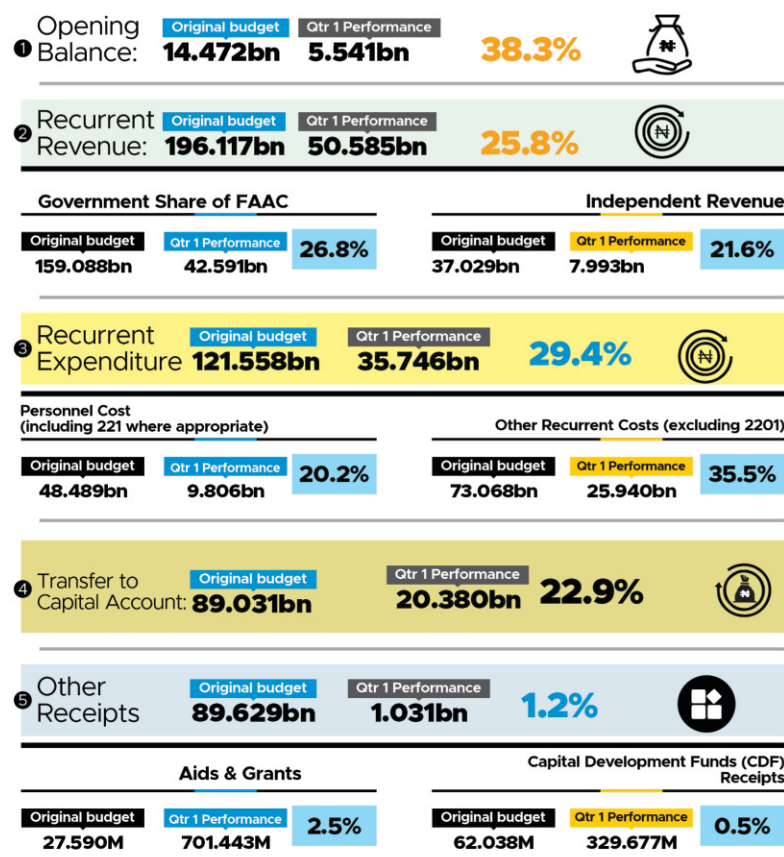 1 Opening Balance:
Original budget Qtr 1 Performance
14.472bn 5.541bn 38.3%
2 Recurrent Revenue:
Original budget Qtr 1 Performance
196.117bn 50.585bn 25.8%
Government Share of FAAC
Original budget Qtr 1 Performance
159.088bn 42.591bn 26.8%
Independent Revenue
Original budget Qtr 1 Performance
37.029bn 7.993bn 21.6%
3 Recurrent Expenditure
Original budget Qtr 1 Performance
121.558bn 35.746bn 29.4%
Personnel Cost
(including 221 where appropriate)
Original budget Qtr 1 Performance
48.489bn 9.806bn 20.2%
Other Recurrent Costs (excluding 2201)
Original budget Qtr 1 Performance
73.068bn 25.940bn 35.5%
4 Transfer to Capital Account:
Original budget Qtr 1 Performance
89.031bn 20.380bn 22.9%
5 Other Receipts
Original budget Qtr 1 Performance
89.629bn 1.031bn 1.2%
Aids & Grants
Original budget Qtr 1 Performance
27.590M 701.443M 2.5%
Capital Development Funds (CDF)
Receipts
Original budget Qtr 1 Performance
62.038M 329.677M 0.5%